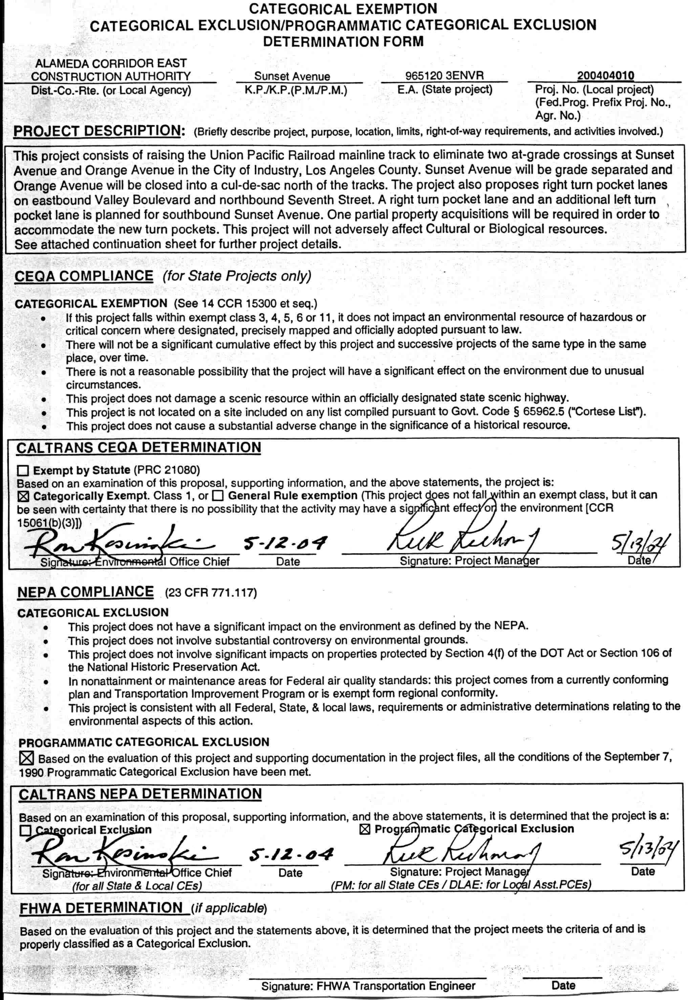 CATEGORICAL EXEMPTION
CATEGORICAL EXCLUSION/PROGRAMMATIC CATEGORICAL EXCLUSION
DETERMINATION FORM
ALAMEDA CORRIDOR EAST
CONSTRUCTION AUTHORITY Sunset Avenue 965120 3ENVR 200404010
Dist.-Co.-Rte. (or Local Agency) K.P./K.P.(P.M./P.M.) E.A. (State project) Proj. No. (Local project)
(Fed.Prog. Prefix Proj. No.,
Agr. No.)
PROJECT DESCRIPTION: (Briefly describe project, purpose, location, limits, right-of-way requirements, and activities involved.)
This project consists of raising the Union Pacific Railroad mainline track to eliminate two at-grade crossings at Sunset
Avenue and Orange Avenue in the City of Industry, Los Angeles County. Sunset Avenue will be grade separated and
Orange Avenue will be closed into a cul-de-sac north of the tracks. The project also proposes right turn pocket lanes
on eastbound Valley Boulevard and northbound Seventh Street. A right turn pocket lane and an additional left turn
pocket lane is planned for southbound Sunset Avenue. One partial property acquisitions will be required in order to
accommodate the new turn pockets. This project will not adversely affect Cultural or Biological resources.
See attached continuation sheet for further project details.
CEQA COMPLIANCE (for State Projects only)
CATEGORICAL EXEMPTION (See 14 CCR 15300 et seq.)
• If this project falls within exempt class 3, 4, 5, 6 or 11, it does not impact an environmental resource of hazardous or
critical concern where designated, precisely mapped and officially adopted pursuant to law.
• There will not be a significant cumulative effect by this project and successive projects of the same type in the same
place, over time.
• There is not a reasonable possibility that the project will have a significant effect on the environment due to unusual
circumstances.
• This project does not damage a scenic resource within an officially designated state scenic highway.
• This project is not located on a site included on any list compiled pursuant to Govt. Code § 65962.5 ("Cortese List").
• This project does not cause a substantial adverse change in the significance of a historical resource.
CALTRANS CEQA DETERMINATION
☐ Exempt by Statute (PRC 21080)
Based on an examination of this proposal, supporting information, and the above statements, the project is:
☒ Categorically Exempt. Class 1, or ☐ General Rule exemption (This project does not fall within an exempt class, but it can
be seen with certainty that there is no possibility that the activity may have a significant effect on the environment [CCR
15061(b)(3)])
Ron Kosinski 5-12-04 Rick Richmond 5/13/04
Signature: Environmental Office Chief Date Signature: Project Manager Date
NEPA COMPLIANCE (23 CFR 771.117)
CATEGORICAL EXCLUSION
• This project does not have a significant impact on the environment as defined by the NEPA.
• This project does not involve substantial controversy on environmental grounds.
• This project does not involve significant impacts on properties protected by Section 4(f) of the DOT Act or Section 106 of
the National Historic Preservation Act.
• In nonattainment or maintenance areas for Federal air quality standards: this project comes from a currently conforming
plan and Transportation Improvement Program or is exempt form regional conformity.
• This project is consistent with all Federal, State, & local laws, requirements or administrative determinations relating to the
environmental aspects of this action.
PROGRAMMATIC CATEGORICAL EXCLUSION
☒ Based on the evaluation of this project and supporting documentation in the project files, all the conditions of the September 7,
1990 Programmatic Categorical Exclusion have been met.
CALTRANS NEPA DETERMINATION
Based on an examination of this proposal, supporting information, and the above statements, it is determined that the project is a:
☐ Categorical Exclusion ☒ Programmatic Categorical Exclusion
Ron Kosinski 5-12-04 Rick Richmond 5/13/04
Signature: Environmental Office Chief Date Signature: Project Manager Date
(for all State & Local CEs) (PM: for all State CEs / DLAE: for Local Asst.PCEs)
FHWA DETERMINATION (if applicable)
Based on the evaluation of this project and the statements above, it is determined that the project meets the criteria of and is
properly classified as a Categorical Exclusion.
Signature: FHWA Transportation Engineer Date